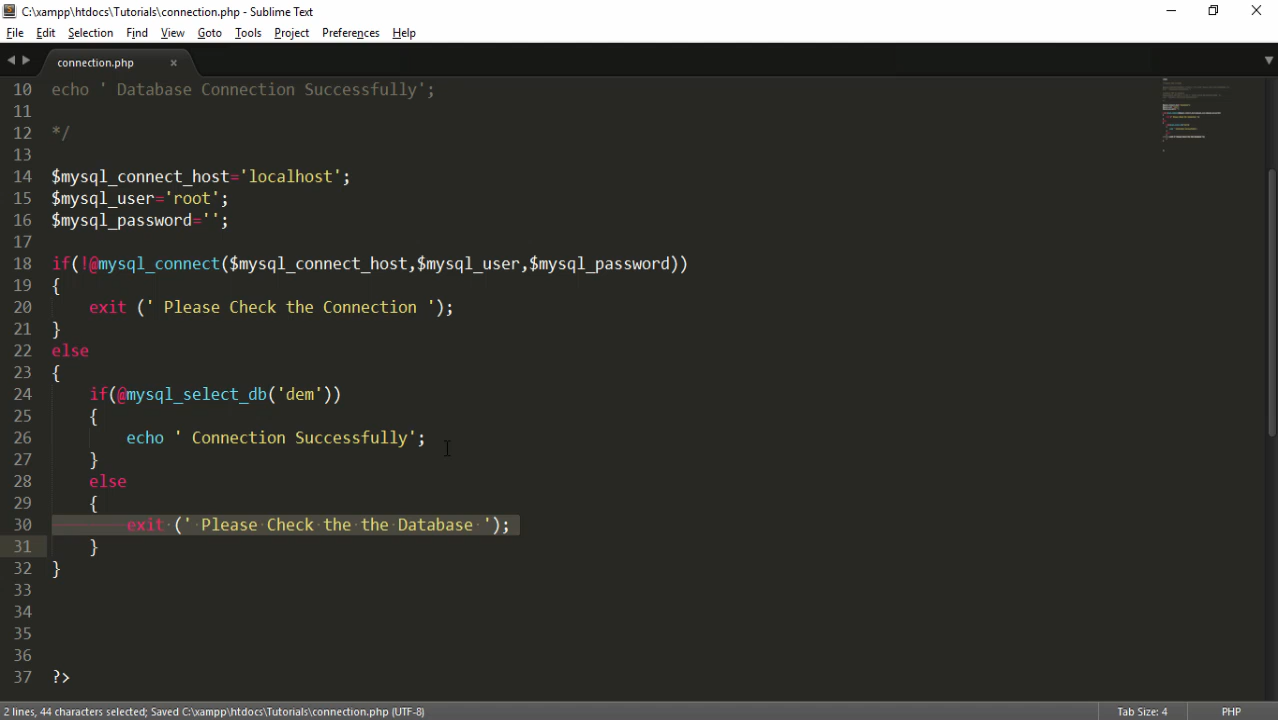 C:\xampp\htdocs\Tutorials\connection.php - Sublime Text
File Edit Selection Find View Goto Tools Project Preferences Help
connection.php
10 echo ' Database Connection Successfully';
11
12 */
13
14 $mysql_connect_host='localhost';
15 $mysql_user='root';
16 $mysql_password='';
17
18 if(!@mysql_connect($mysql_connect_host,$mysql_user,$mysql_password))
19 {
20 exit (' Please Check the Connection ');
21 }
22 else
23 {
24 if(@mysql_select_db('dem'))
25 {
26 echo ' Connection Successfully';
27 }
28 else
29 {
30 exit (' Please Check the the Database ');
31 }
32 }
33
34
35
36
37 ?>
2 lines, 44 characters selected; Saved C:\xampp\htdocs\Tutorials\connection.php (UTF-8) Tab Size: 4 PHP